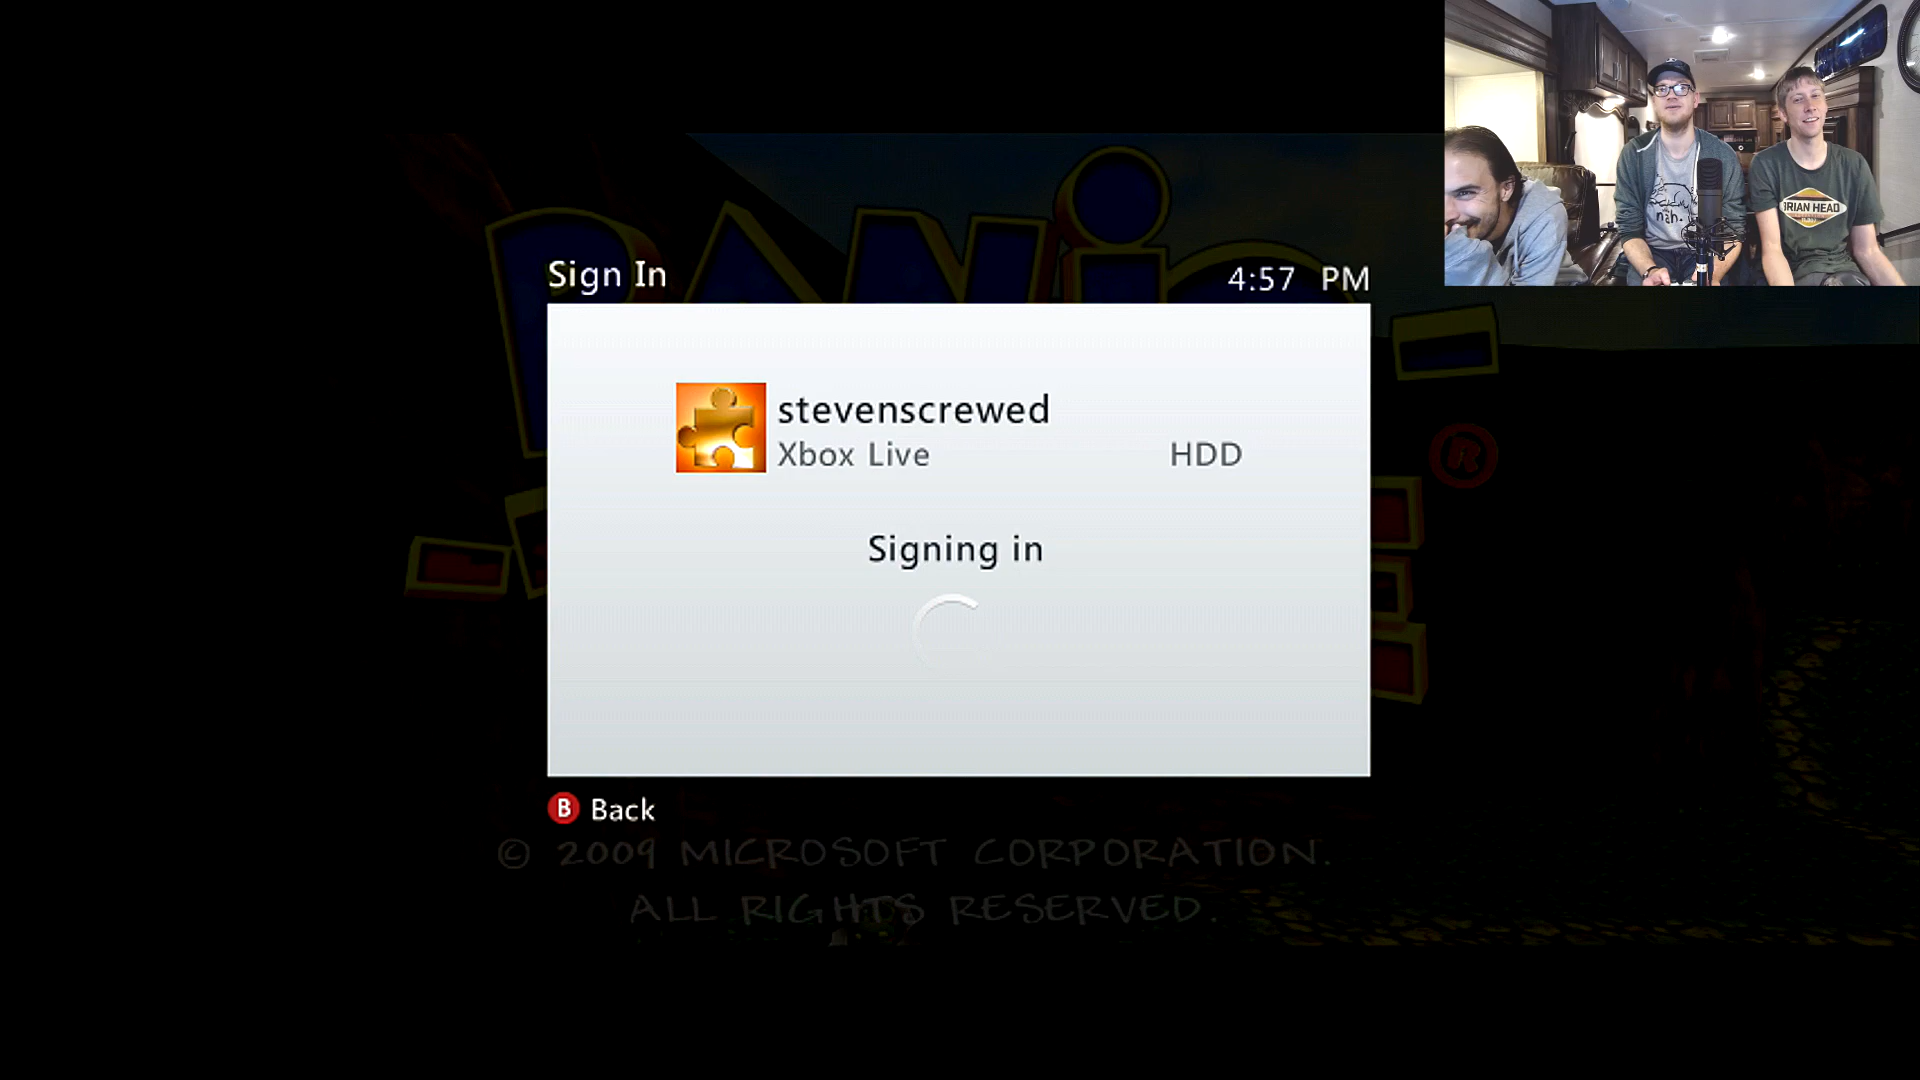 Sign In
4:57 PM
stevenscrewed
Xbox Live
HDD
Signing in
B Back
© 2009 MICROSOFT CORPORATION.
ALL RIGHTS RESERVED.
®
nah.
BRIAN HEAD